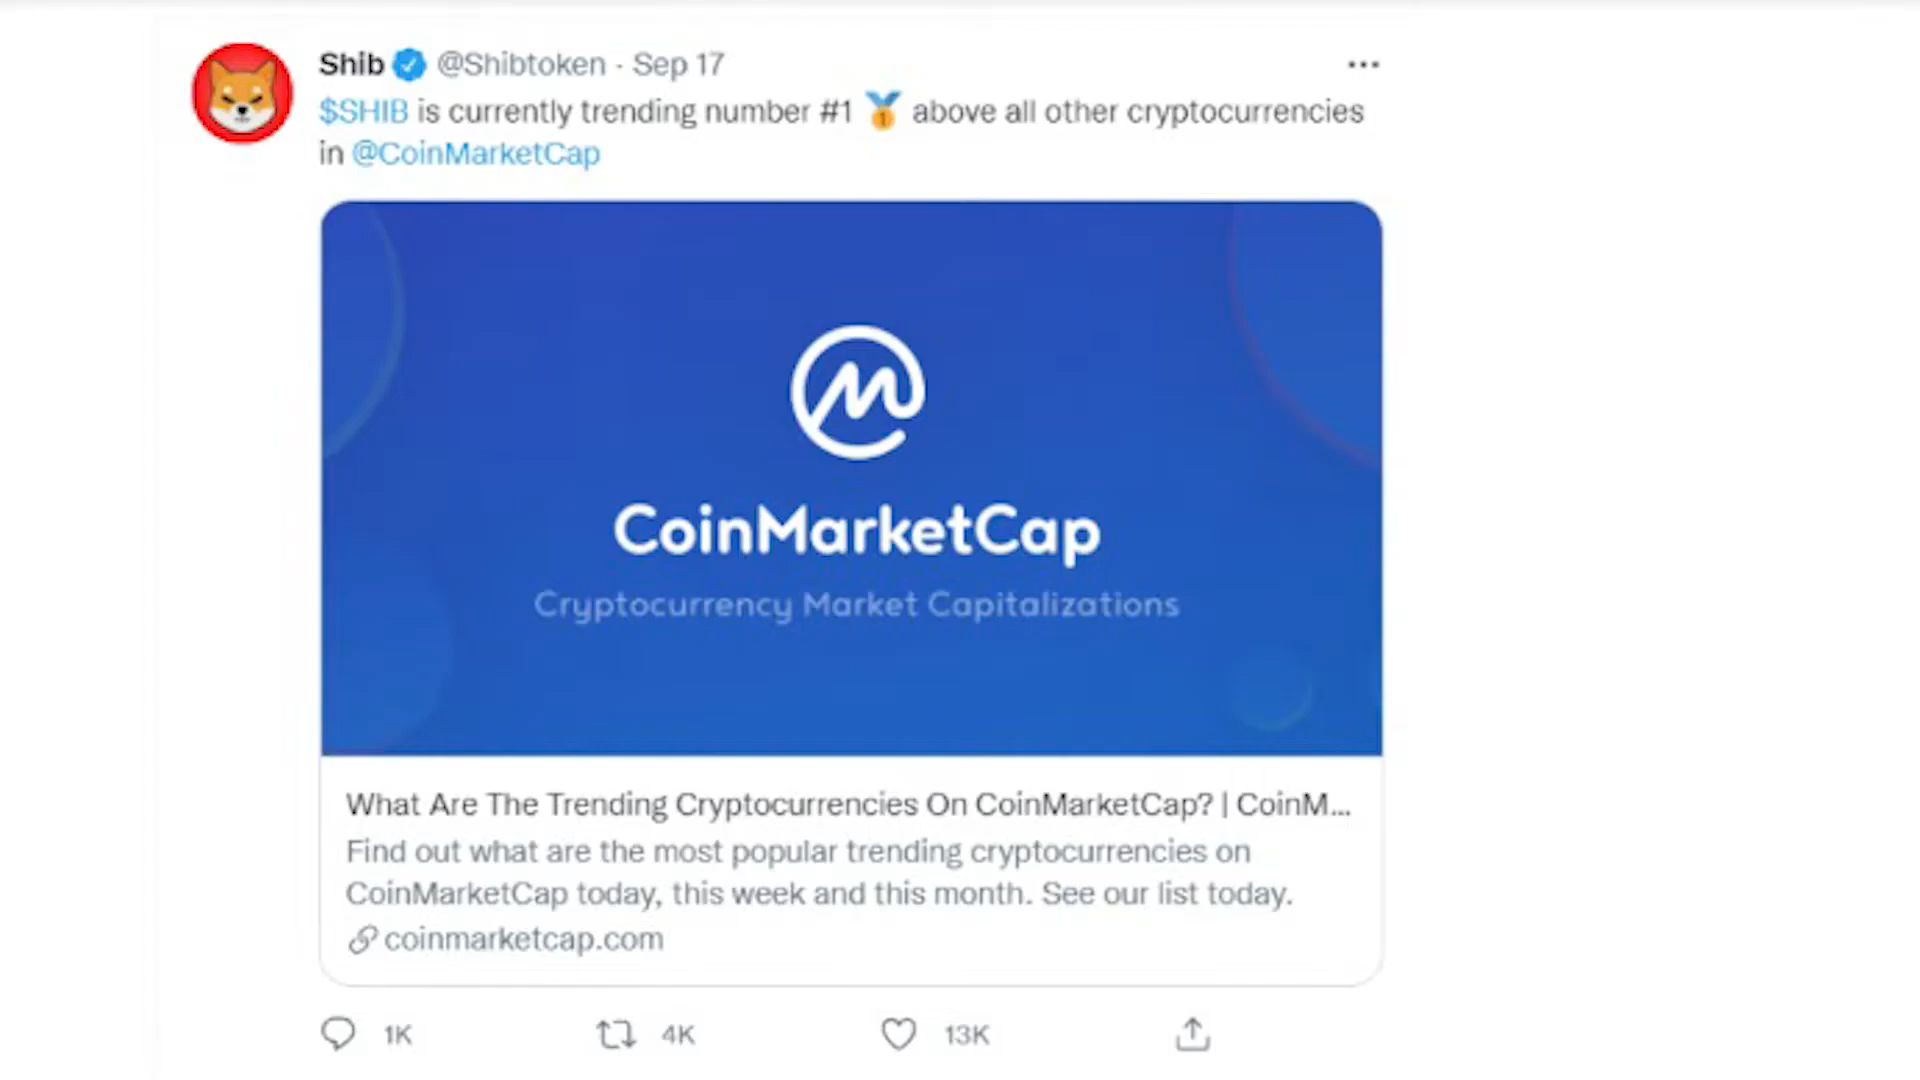 Shib @Shibtoken · Sep 17
$SHIB is currently trending number #1 🥇 above all other cryptocurrencies
in @CoinMarketCap
CoinMarketCap
Cryptocurrency Market Capitalizations
What Are The Trending Cryptocurrencies On CoinMarketCap? | CoinM...
Find out what are the most popular trending cryptocurrencies on
CoinMarketCap today, this week and this month. See our list today.
coinmarketcap.com
1K 4K 13K